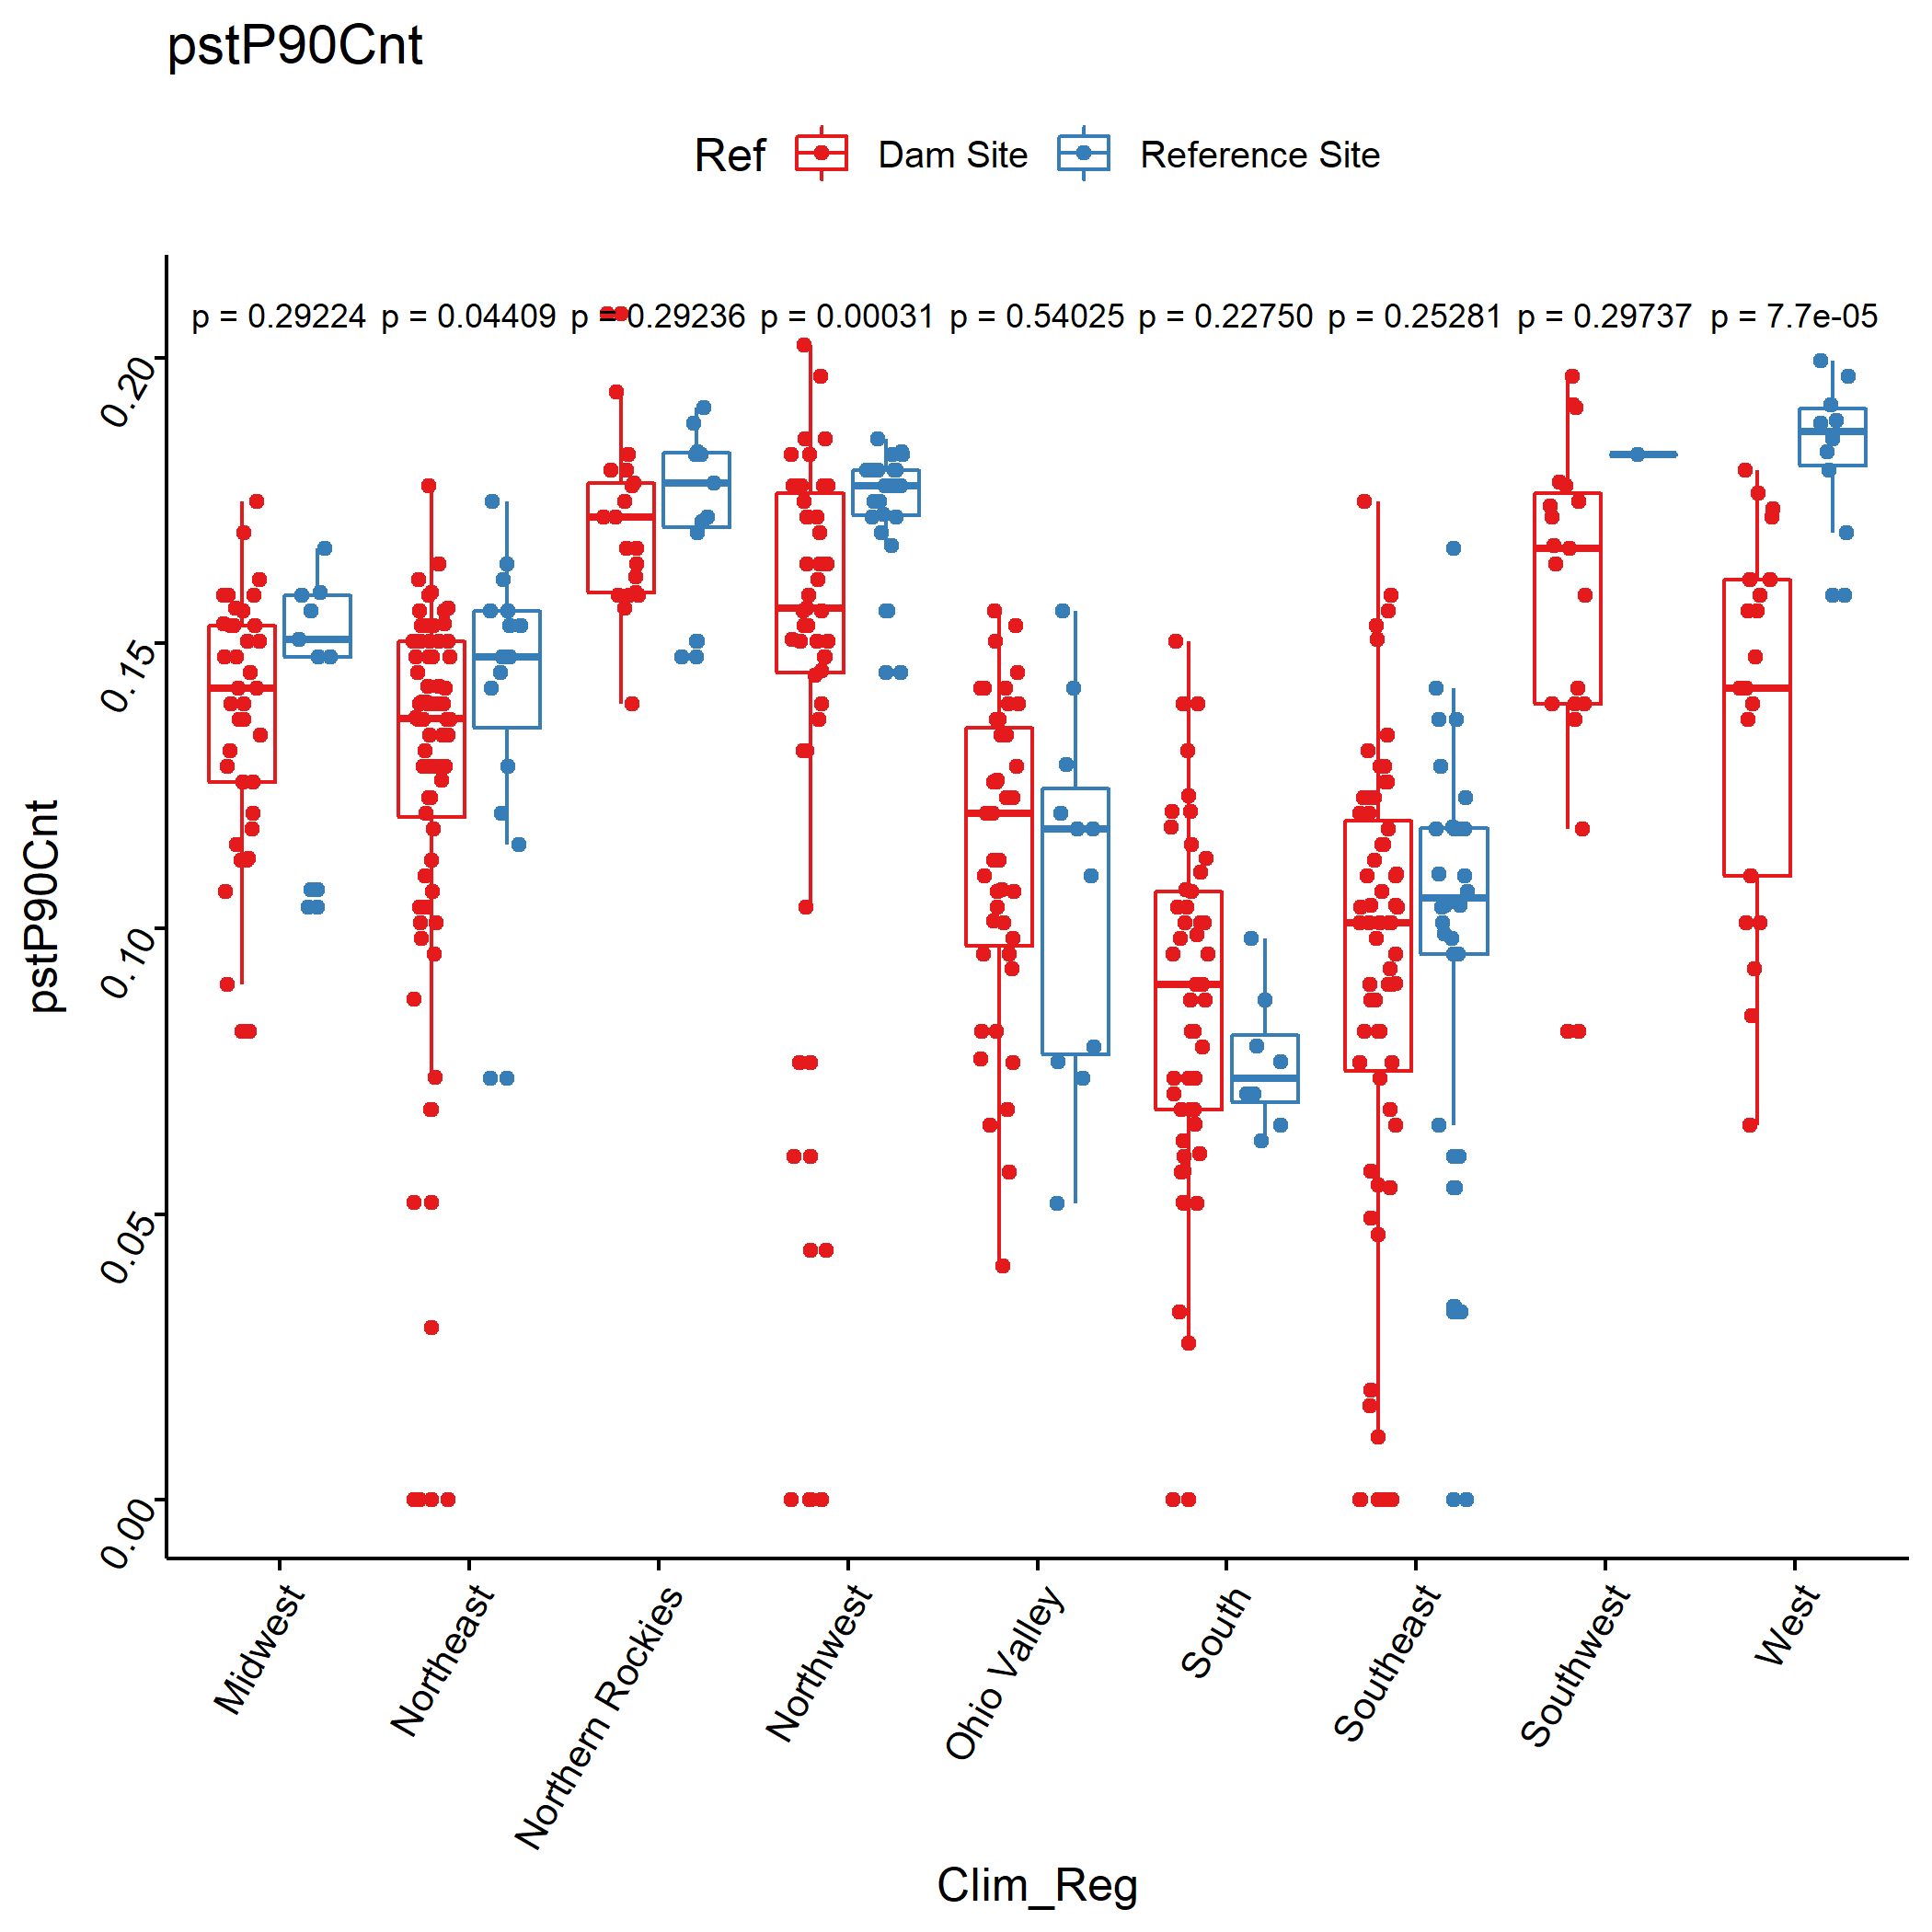 pstP90Cnt
Ref Dam Site Reference Site
p = 0.29224 p = 0.04409 p = 0.29236 p = 0.00031 p = 0.54025 p = 0.22750 p = 0.25281 p = 0.29737 p = 7.7e-05
0.20
0.15
0.10
0.05
0.00
pstP90Cnt
Midwest Northeast Northern Rockies Northwest Ohio Valley South Southeast Southwest West
Clim_Reg